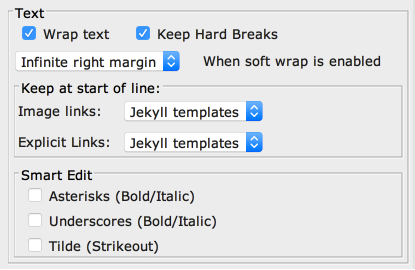 Text
Wrap text Keep Hard Breaks
Infinite right margin When soft wrap is enabled
Keep at start of line:
Image links: Jekyll templates
Explicit Links: Jekyll templates
Smart Edit
Asterisks (Bold/Italic)
Underscores (Bold/Italic)
Tilde (Strikeout)